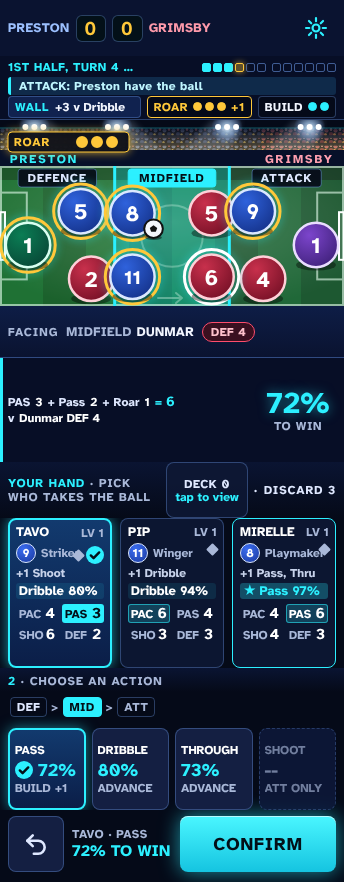 PRESTON 0 0 GRIMSBY
1ST HALF, TURN 4 ...
ATTACK: Preston have the ball
WALL +3 v Dribble
ROAR +1
BUILD
ROAR
PRESTON GRIMSBY
DEFENCE MIDFIELD ATTACK
5 8 5 9
1 1
2 11 6 4
FACING MIDFIELD DUNMAR DEF 4
PAS 3 + Pass 2 + Roar 1 = 6
v Dunmar DEF 4
72%
TO WIN
YOUR HAND · PICK
WHO TAKES THE BALL
DECK 0
tap to view
· DISCARD 3
TAVO LV 1
9 Strike
+1 Shoot
Dribble 80%
PAC 4 PAS 3
SHO 6 DEF 2
PIP LV 1
11 Winger
+1 Dribble
Dribble 94%
PAC 6 PAS 4
SHO 3 DEF 3
MIRELLE LV 1
8 Playmaker
+1 Pass, Thru
★ Pass 97%
PAC 4 PAS 6
SHO 4 DEF 3
2 · CHOOSE AN ACTION
DEF > MID > ATT
PASS
72%
BUILD +1
DRIBBLE
80%
ADVANCE
THROUGH
73%
ADVANCE
SHOOT
--
ATT ONLY
TAVO · PASS
72% TO WIN
CONFIRM